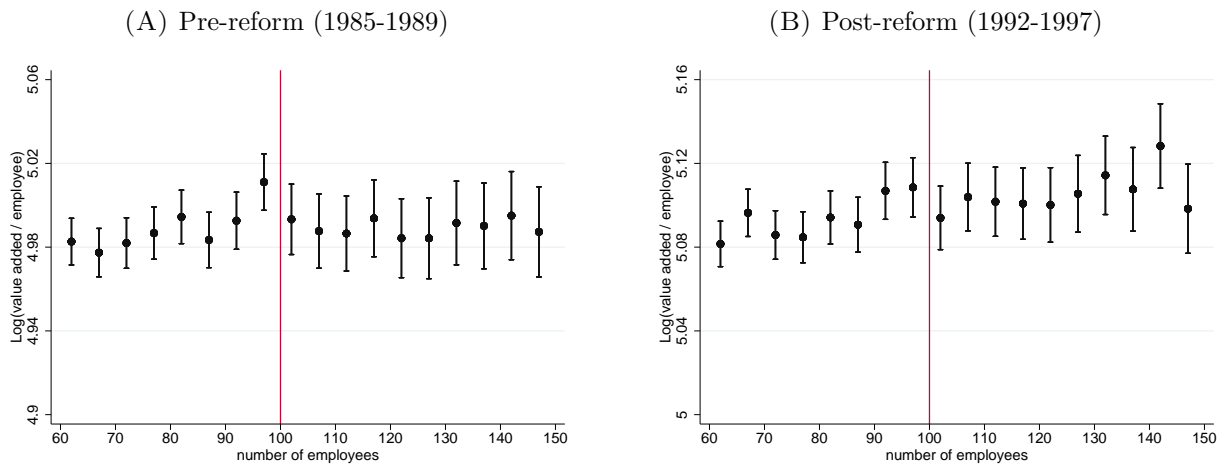 (A) Pre-reform (1985-1989)
Log(value added / employee)
5.06
5.02
4.98
4.94
4.9
60 70 80 90 100 110 120 130 140 150
number of employees
(B) Post-reform (1992-1997)
Log(value added / employee)
5.16
5.12
5.08
5.04
5
60 70 80 90 100 110 120 130 140 150
number of employees